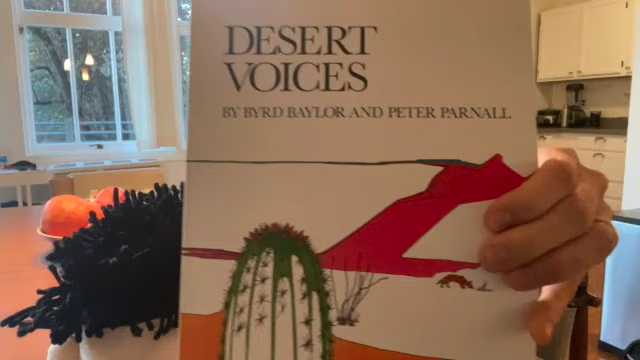 DESERT
VOICES
BY BYRD BAYLOR AND PETER PARNALL